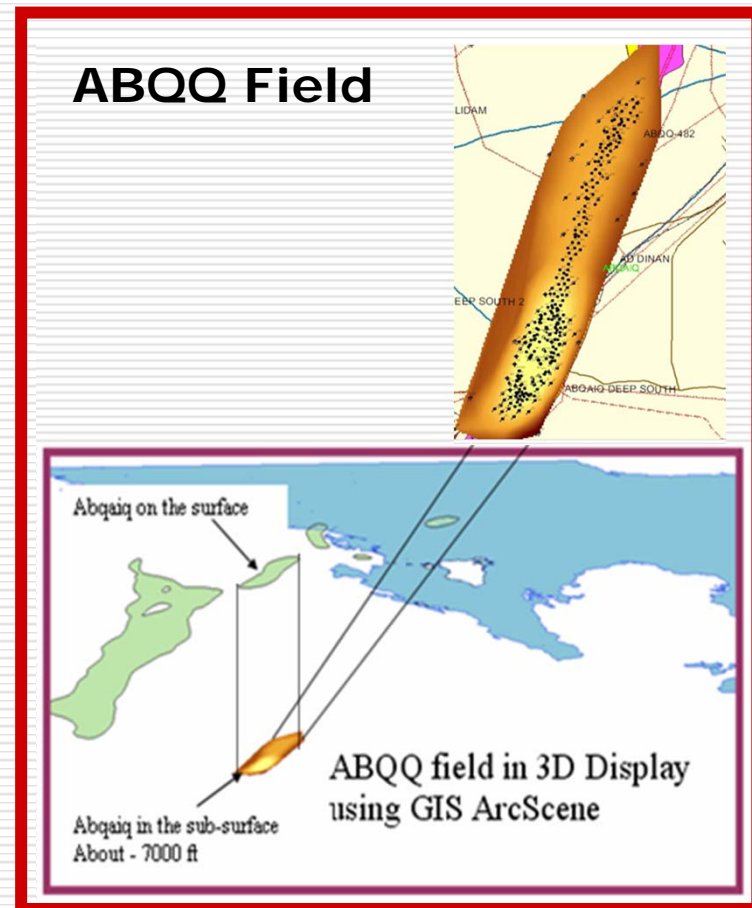 ABQQ Field
LIDAM
ABQQ-482
AD DINAN
ABQAIQ
EEP SOUTH 2
ABQAIQ DEEP SOUTH
Abqaiq on the surface
ABQQ field in 3D Display
using GIS ArcScene
Abqaiq in the sub-surface
About - 7000 ft